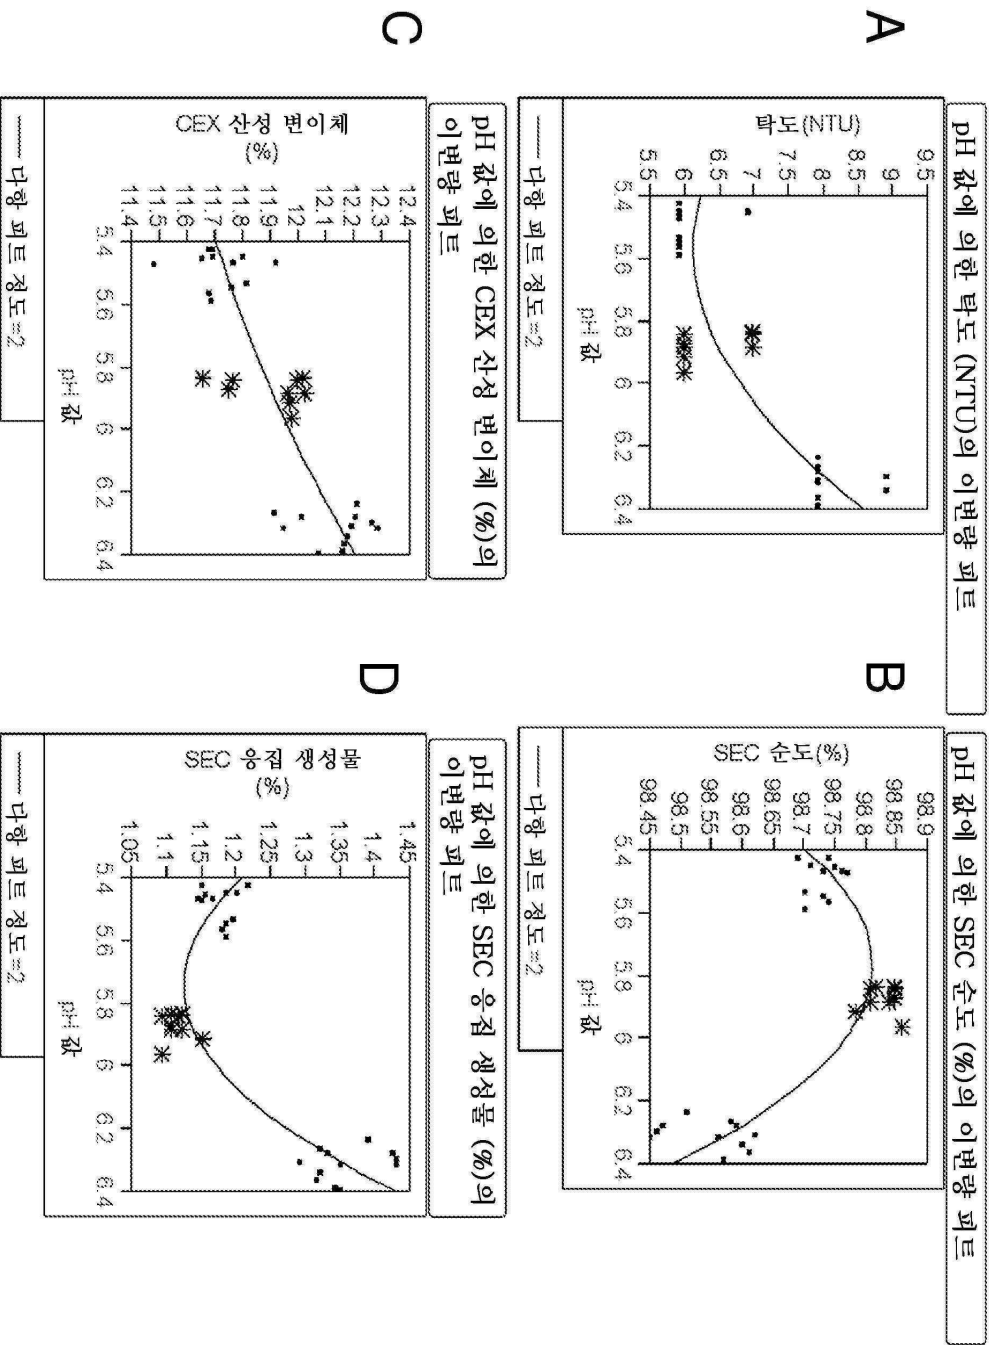 A
pH 값에 의한 탁도 (NTU)의 이변량 피트
탁도(NTU)
9.5
9
8.5
8
7.5
7
6.5
6
5.5
5.4
5.6
5.8
6
6.2
6.4
pH 값
다항 피트 정도=2
B
pH 값에 의한 SEC 순도 (%)의 이변량 피트
SEC 순도(%)
98.9
98.85
98.8
98.75
98.7
98.65
98.6
98.55
98.5
98.45
5.4
5.6
5.8
6
6.2
6.4
pH 값
다항 피트 정도=2
C
pH 값에 의한 CEX 산성 변이체 (%)의
이변량 피트
CEX 산성 변이체
(%)
12.4
12.3
12.2
12.1
12
11.9
11.8
11.7
11.6
11.5
11.4
5.4
5.6
5.8
6
6.2
6.4
pH 값
다항 피트 정도=2
D
pH 값에 의한 SEC 응집 생성물 (%)의
이변량 피트
SEC 응집 생성물
(%)
1.45
1.4
1.35
1.3
1.25
1.2
1.15
1.1
1.05
5.4
5.6
5.8
6
6.2
6.4
pH 값
다항 피트 정도=2